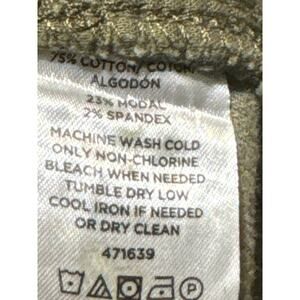 75% COTTON/COTON/
ALGODÓN
23% MODAL
2% SPANDEX
MACHINE WASH COLD
ONLY NON-CHLORINE
BLEACH WHEN NEEDED
TUMBLE DRY LOW
COOL IRON IF NEEDED
OR DRY CLEAN
471639